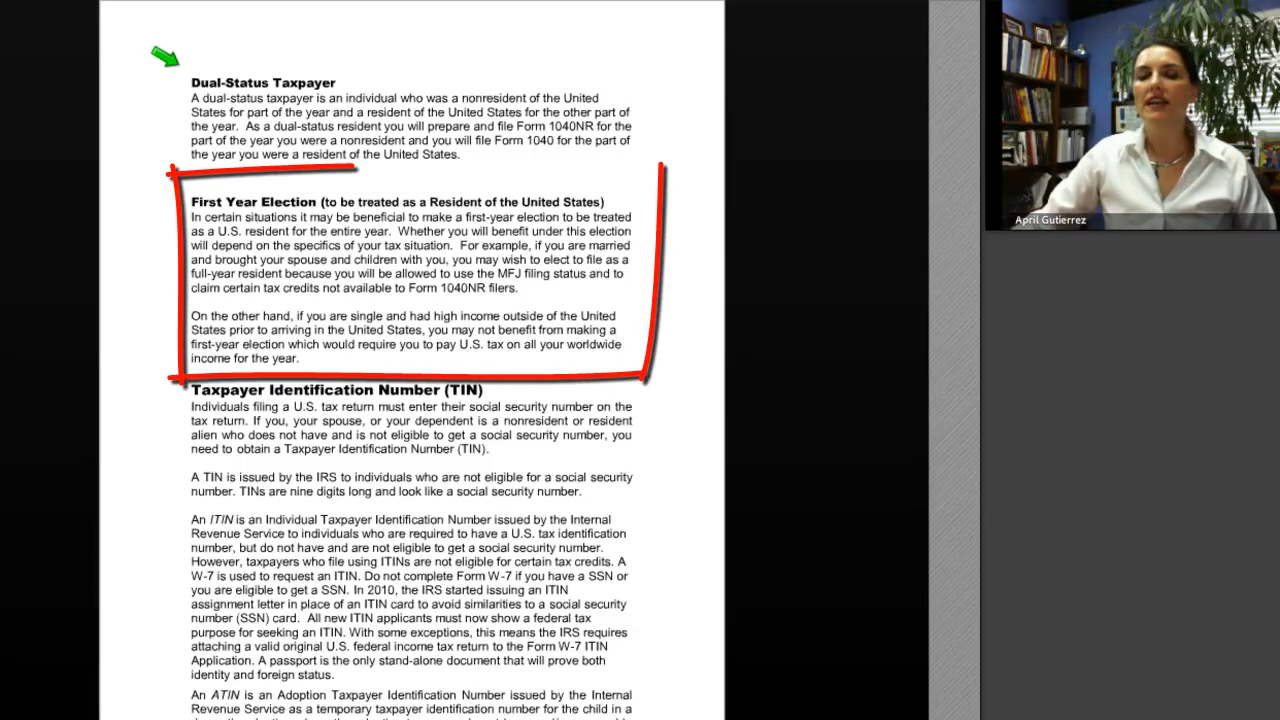 Dual-Status Taxpayer
A dual-status taxpayer is an individual who was a nonresident of the United
States for part of the year and a resident of the United States for the other part of
the year. As a dual-status resident you will prepare and file Form 1040NR for the
part of the year you were a nonresident and you will file Form 1040 for the part of
the year you were a resident of the United States.
First Year Election (to be treated as a Resident of the United States)
In certain situations it may be beneficial to make a first-year election to be treated
as a U.S. resident for the entire year. Whether you will benefit under this election
will depend on the specifics of your tax situation. For example, if you are married
and brought your spouse and children with you, you may wish to elect to file as a
full-year resident because you will be allowed to use the MFJ filing status and to
claim certain tax credits not available to Form 1040NR filers.
On the other hand, if you are single and had high income outside of the United
States prior to arriving in the United States, you may not benefit from making a
first-year election which would require you to pay U.S. tax on all your worldwide
income for the year.
Taxpayer Identification Number (TIN)
Individuals filing a U.S. tax return must enter their social security number on the
tax return. If you, your spouse, or your dependent is a nonresident or resident
alien who does not have and is not eligible to get a social security number, you
need to obtain a Taxpayer Identification Number (TIN).
A TIN is issued by the IRS to individuals who are not eligible for a social security
number. TINs are nine digits long and look like a social security number.
An ITIN is an Individual Taxpayer Identification Number issued by the Internal
Revenue Service to individuals who are required to have a U.S. tax identification
number, but do not have and are not eligible to get a social security number.
However, taxpayers who file using ITINs are not eligible for certain tax credits. A
W-7 is used to request an ITIN. Do not complete Form W-7 if you have a SSN or
you are eligible to get a SSN. In 2010, the IRS started issuing an ITIN
assignment letter in place of an ITIN card to avoid similarities to a social security
number (SSN) card. All new ITIN applicants must now show a federal tax
purpose for seeking an ITIN. With some exceptions, this means the IRS requires
attaching a valid original U.S. federal income tax return to the Form W-7 ITIN
Application. A passport is the only stand-alone document that will prove both
identity and foreign status.
An ATIN is an Adoption Taxpayer Identification Number issued by the Internal
Revenue Service as a temporary taxpayer identification number for the child in a
April Gutierrez